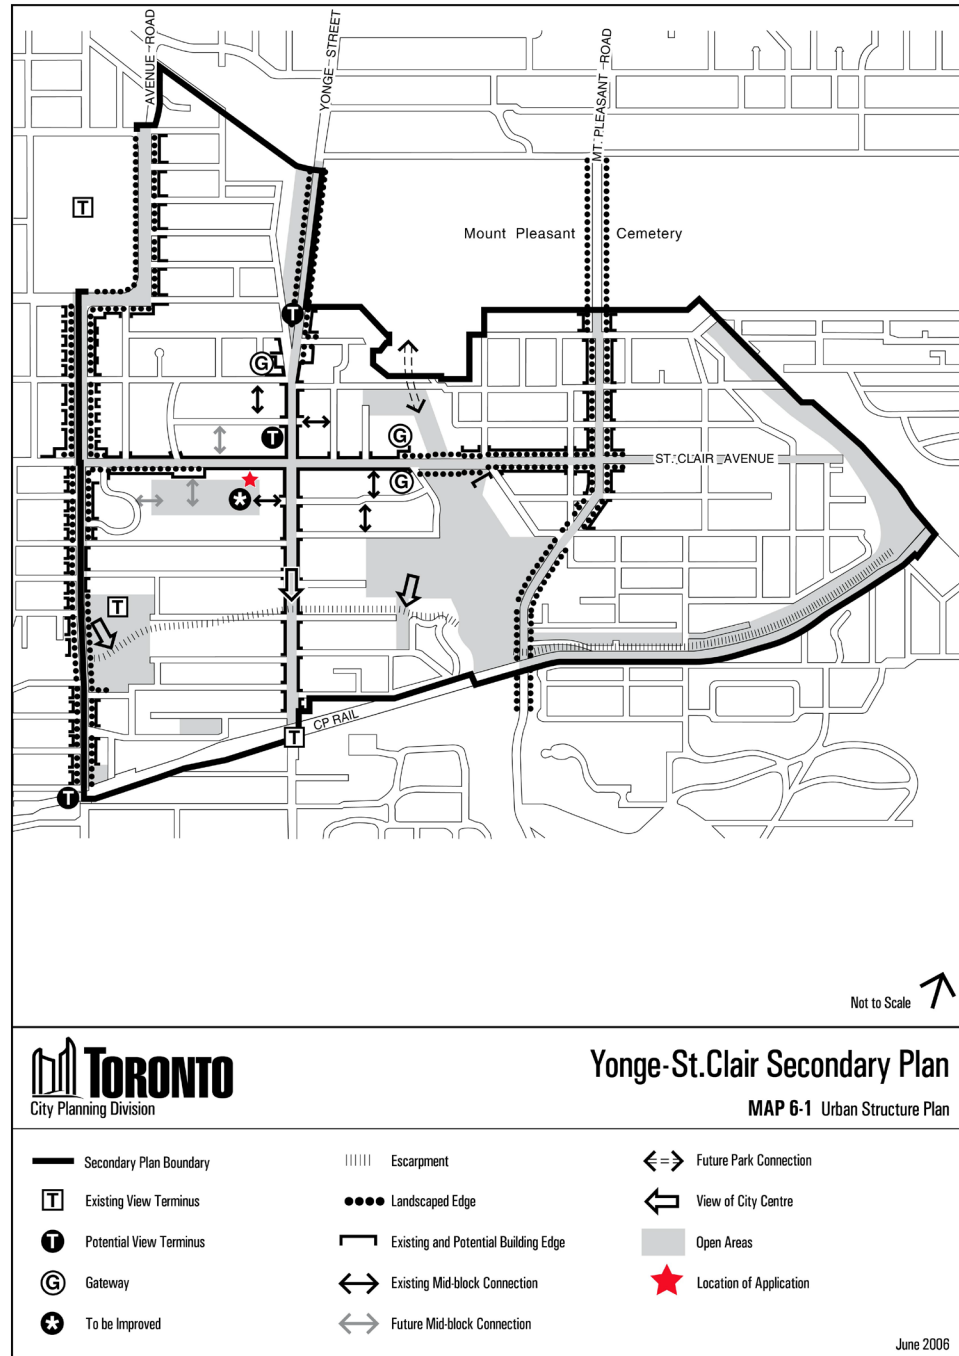 AVENUE ROAD
YONGE STREET
MT. PLEASANT ROAD
T
Mount Pleasant Cemetery
T
G
T
G
ST. CLAIR AVENUE
G
T
CP RAIL
T
T
Not to Scale
TORONTO
City Planning Division
Yonge-St.Clair Secondary Plan
MAP 6-1 Urban Structure Plan
Secondary Plan Boundary
T Existing View Terminus
T Potential View Terminus
G Gateway
To be Improved
Escarpment
Landscaped Edge
Existing and Potential Building Edge
Existing Mid-block Connection
Future Mid-block Connection
Future Park Connection
View of City Centre
Open Areas
Location of Application
June 2006